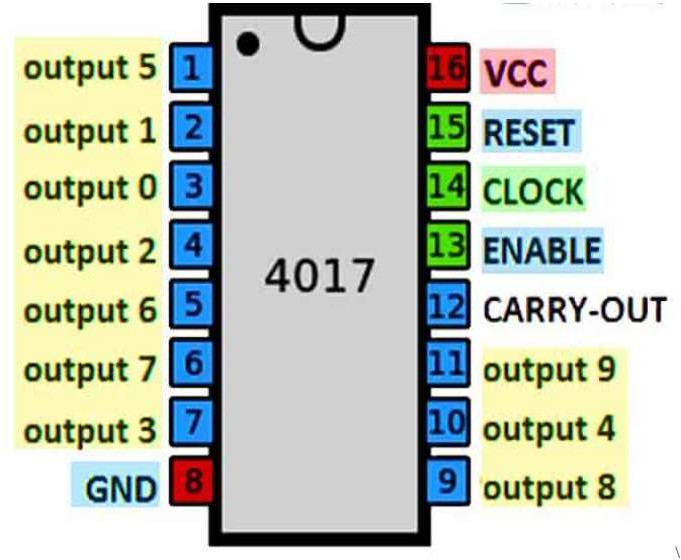 output 5 1
output 1 2
output 0 3
output 2 4
output 6 5
output 7 6
output 3 7
GND 8
4017
16 VCC
15 RESET
14 CLOCK
13 ENABLE
12 CARRY-OUT
11 output 9
10 output 4
9 output 8
\